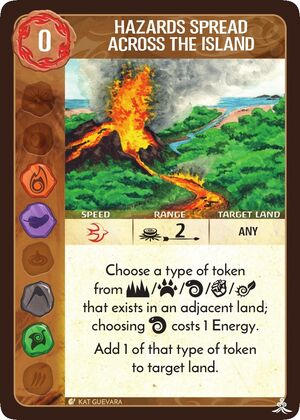 0
HAZARDS SPREAD
ACROSS THE ISLAND
SPEED RANGE TARGET LAND
2 ANY
Choose a type of token
from / / / /
that exists in an adjacent land;
choosing costs 1 Energy.
Add 1 of that type of token
to target land.
KAT GUEVARA